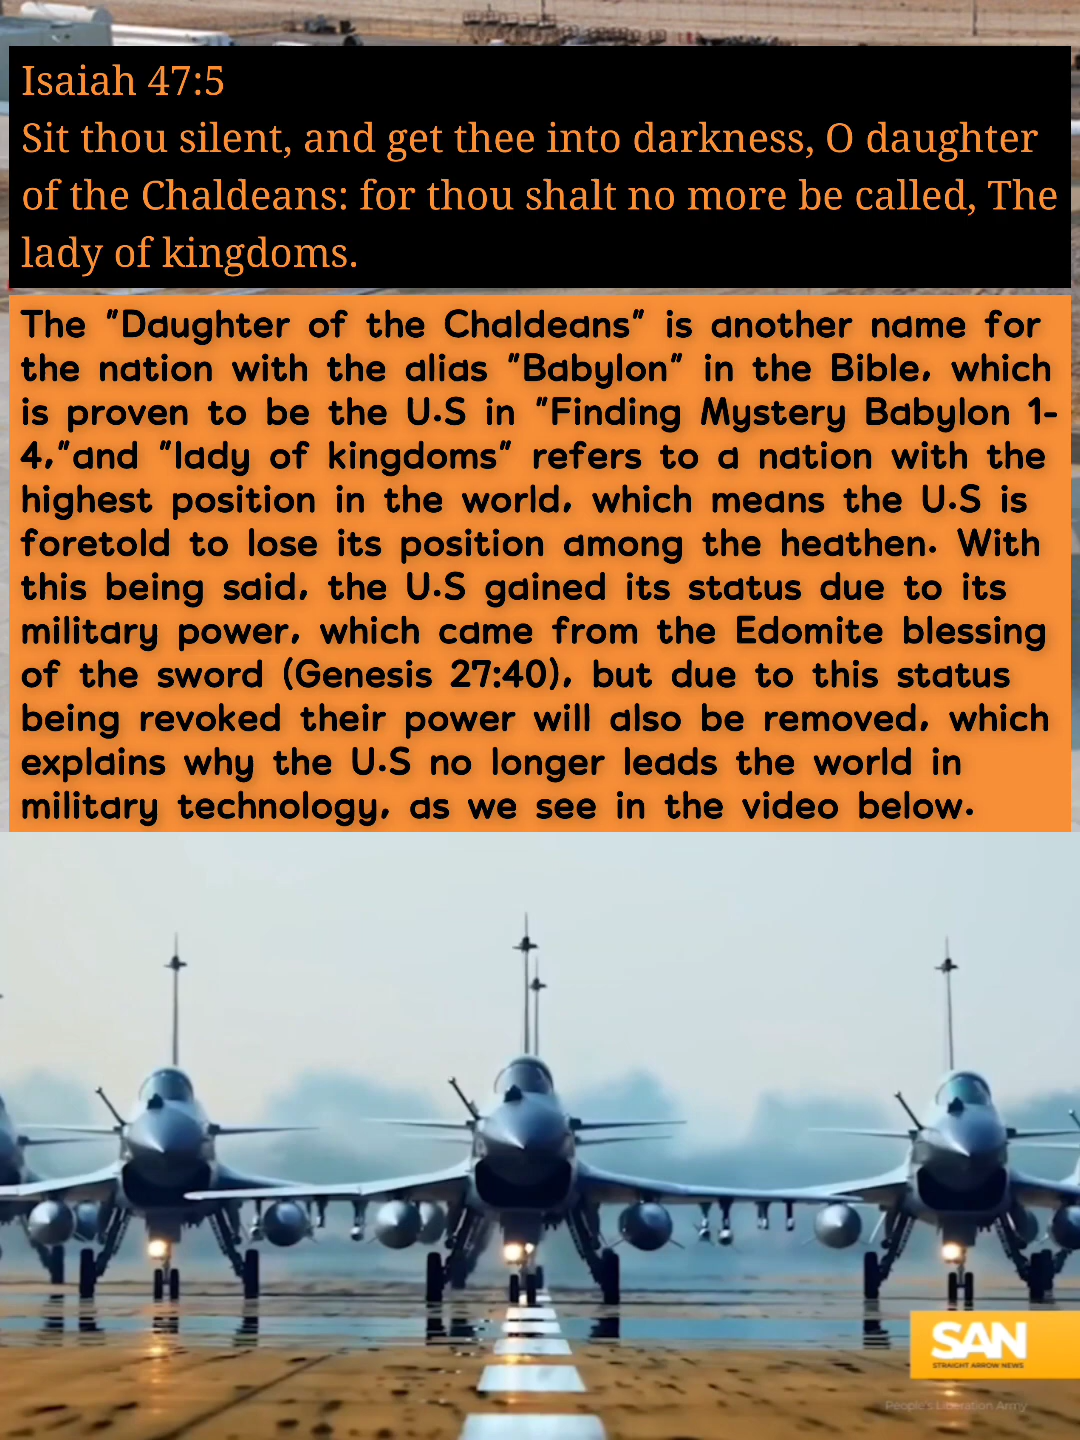 Isaiah 47:5
Sit thou silent, and get thee into darkness, O daughter
of the Chaldeans: for thou shalt no more be called, The
lady of kingdoms.
The "Daughter of the Chaldeans" is another name for
the nation with the alias "Babylon" in the Bible, which
is proven to be the U.S in "Finding Mystery Babylon 1-
4,"and "lady of kingdoms" refers to a nation with the
highest position in the world, which means the U.S is
foretold to lose its position among the heathen. With
this being said, the U.S gained its status due to its
military power, which came from the Edomite blessing
of the sword (Genesis 27:40), but due to this status
being revoked their power will also be removed, which
explains why the U.S no longer leads the world in
military technology, as we see in the video below.
SAN
STRAIGHT ARROW NEWS
People's Liberation Army